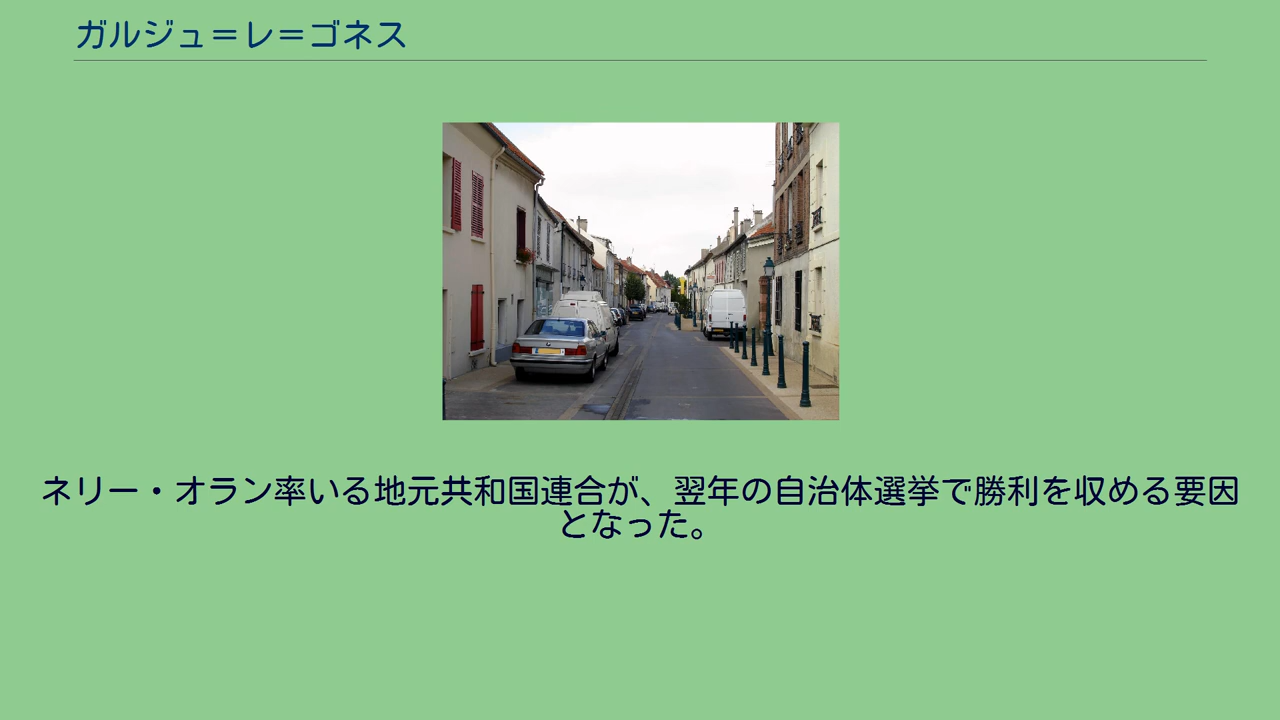 ガルジュ＝レ＝ゴネス
ネリー・オラン率いる地元共和国連合が、翌年の自治体選挙で勝利を収める要因
となった。